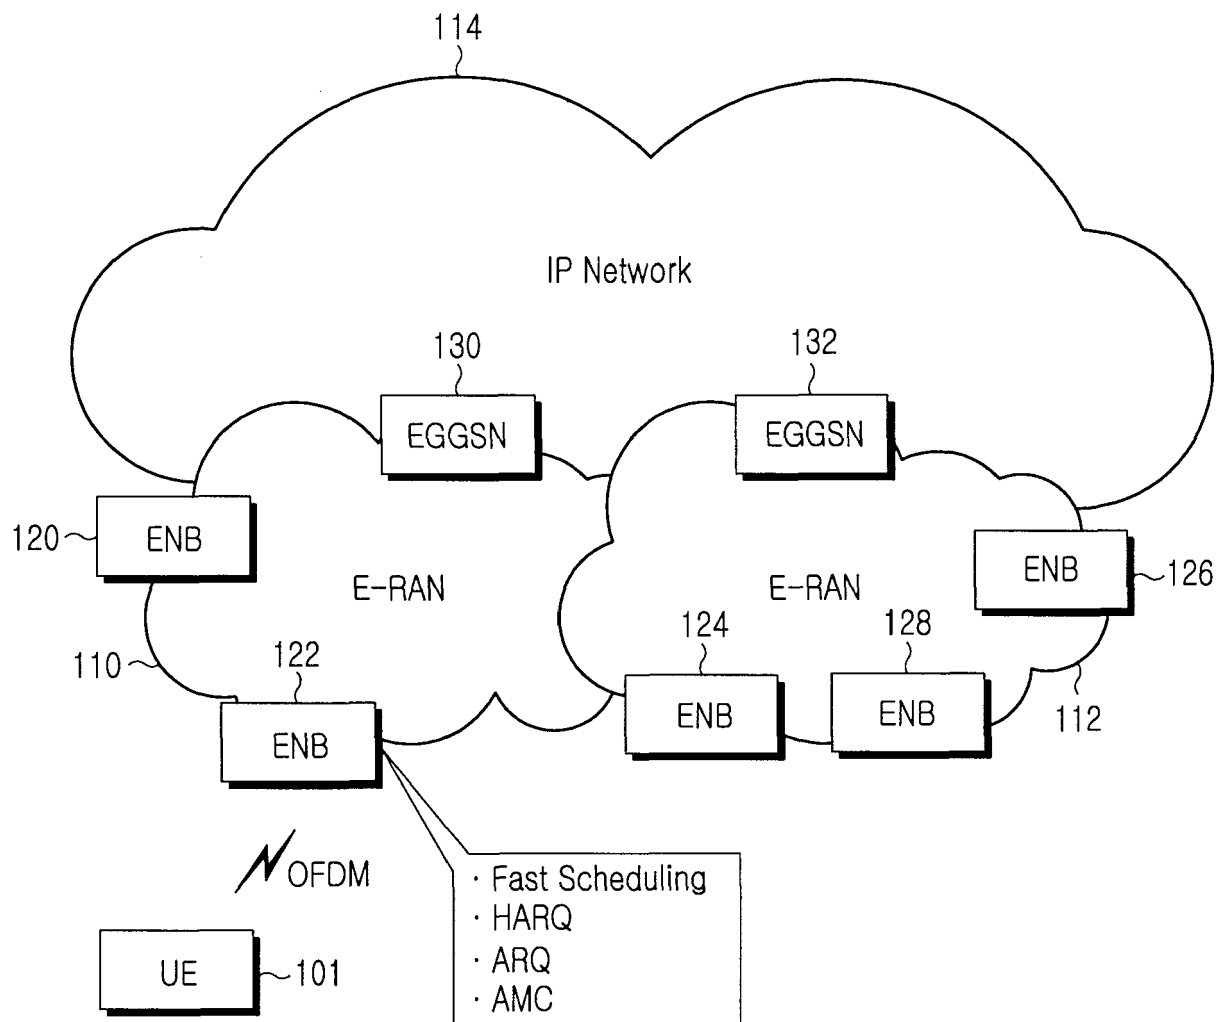 114
IP Network
130
132
EGGSN
EGGSN
120
ENB
E-RAN
E-RAN
ENB
126
110
122
124
128
112
ENB
ENB
ENB
OFDM
· Fast Scheduling
· HARQ
· ARQ
· AMC
UE
101